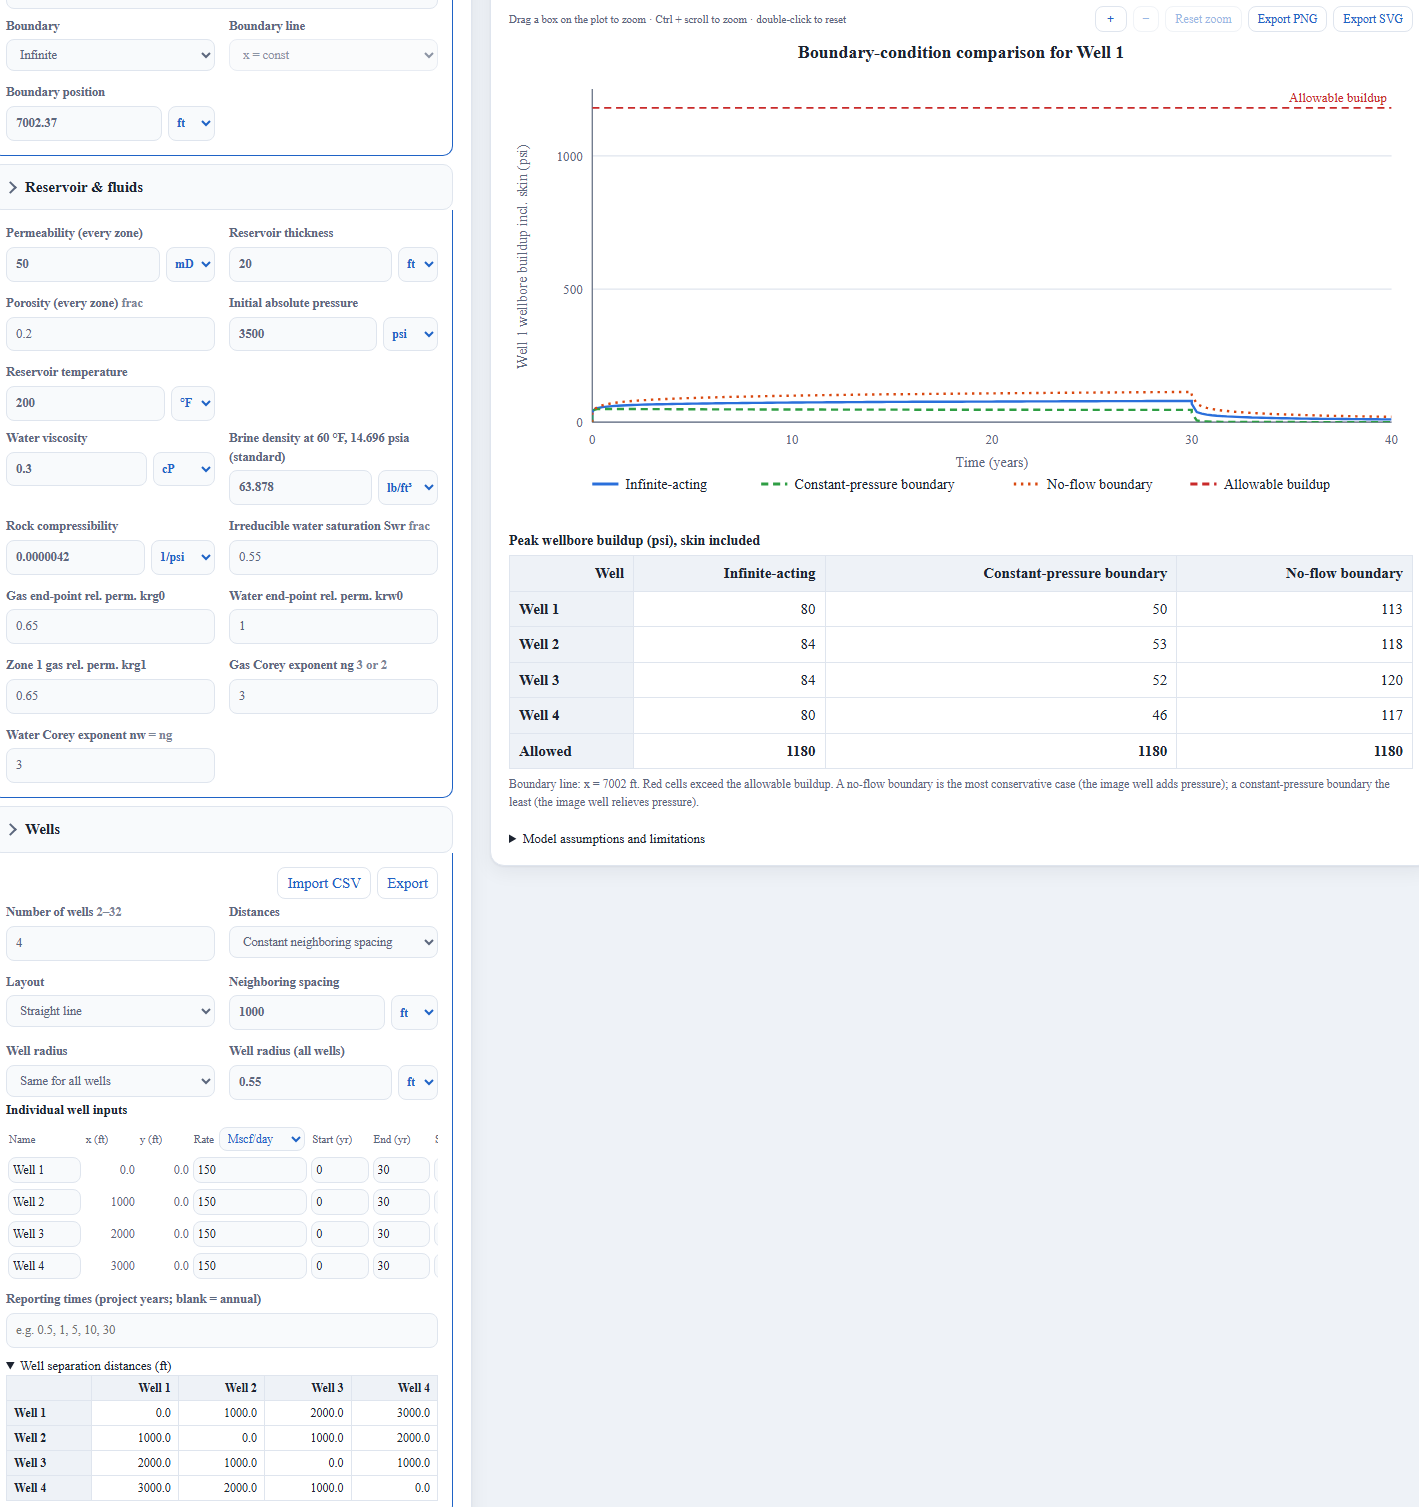 Boundary
Boundary line
Infinite
x = const
Boundary position
7002.37 ft
Reservoir & fluids
Permeability (every zone)
Reservoir thickness
50 mD
20 ft
Porosity (every zone) frac
Initial absolute pressure
0.2
3500 psi
Reservoir temperature
200 °F
Water viscosity
Brine density at 60 °F, 14.696 psia
(standard)
0.3 cP
63.878 lb/ft³
Rock compressibility
Irreducible water saturation Swr frac
0.0000042 1/psi
0.55
Gas end-point rel. perm. krg0
Water end-point rel. perm. krw0
0.65
1
Zone 1 gas rel. perm. krg1
Gas Corey exponent ng 3 or 2
0.65
3
Water Corey exponent nw = ng
3
Wells
Import CSV
Export
Number of wells 2–32
Distances
4
Constant neighboring spacing
Layout
Neighboring spacing
Straight line
1000 ft
Well radius
Well radius (all wells)
Same for all wells
0.55 ft
Individual well inputs
Name x (ft) y (ft) Rate Mscf/day Start (yr) End (yr)
Well 1 0.0 0.0 150 0 30
Well 2 1000 0.0 150 0 30
Well 3 2000 0.0 150 0 30
Well 4 3000 0.0 150 0 30
Reporting times (project years; blank = annual)
e.g. 0.5, 1, 5, 10, 30
▼ Well separation distances (ft)
Well 1 Well 2 Well 3 Well 4
Well 1 0.0 1000.0 2000.0 3000.0
Well 2 1000.0 0.0 1000.0 2000.0
Well 3 2000.0 1000.0 0.0 1000.0
Well 4 3000.0 2000.0 1000.0 0.0
Drag a box on the plot to zoom · Ctrl + scroll to zoom · double-click to reset
+ − Reset zoom Export PNG Export SVG
Boundary-condition comparison for Well 1
Allowable buildup
Well 1 wellbore buildup incl. skin (psi)
1000
500
0
0 10 20 30 40
Time (years)
Infinite-acting Constant-pressure boundary No-flow boundary Allowable buildup
Peak wellbore buildup (psi), skin included
Well Infinite-acting Constant-pressure boundary No-flow boundary
Well 1 80 50 113
Well 2 84 53 118
Well 3 84 52 120
Well 4 80 46 117
Allowed 1180 1180 1180
Boundary line: x = 7002 ft. Red cells exceed the allowable buildup. A no-flow boundary is the most conservative case (the image well adds pressure); a constant-pressure boundary the
least (the image well relieves pressure).
▶ Model assumptions and limitations